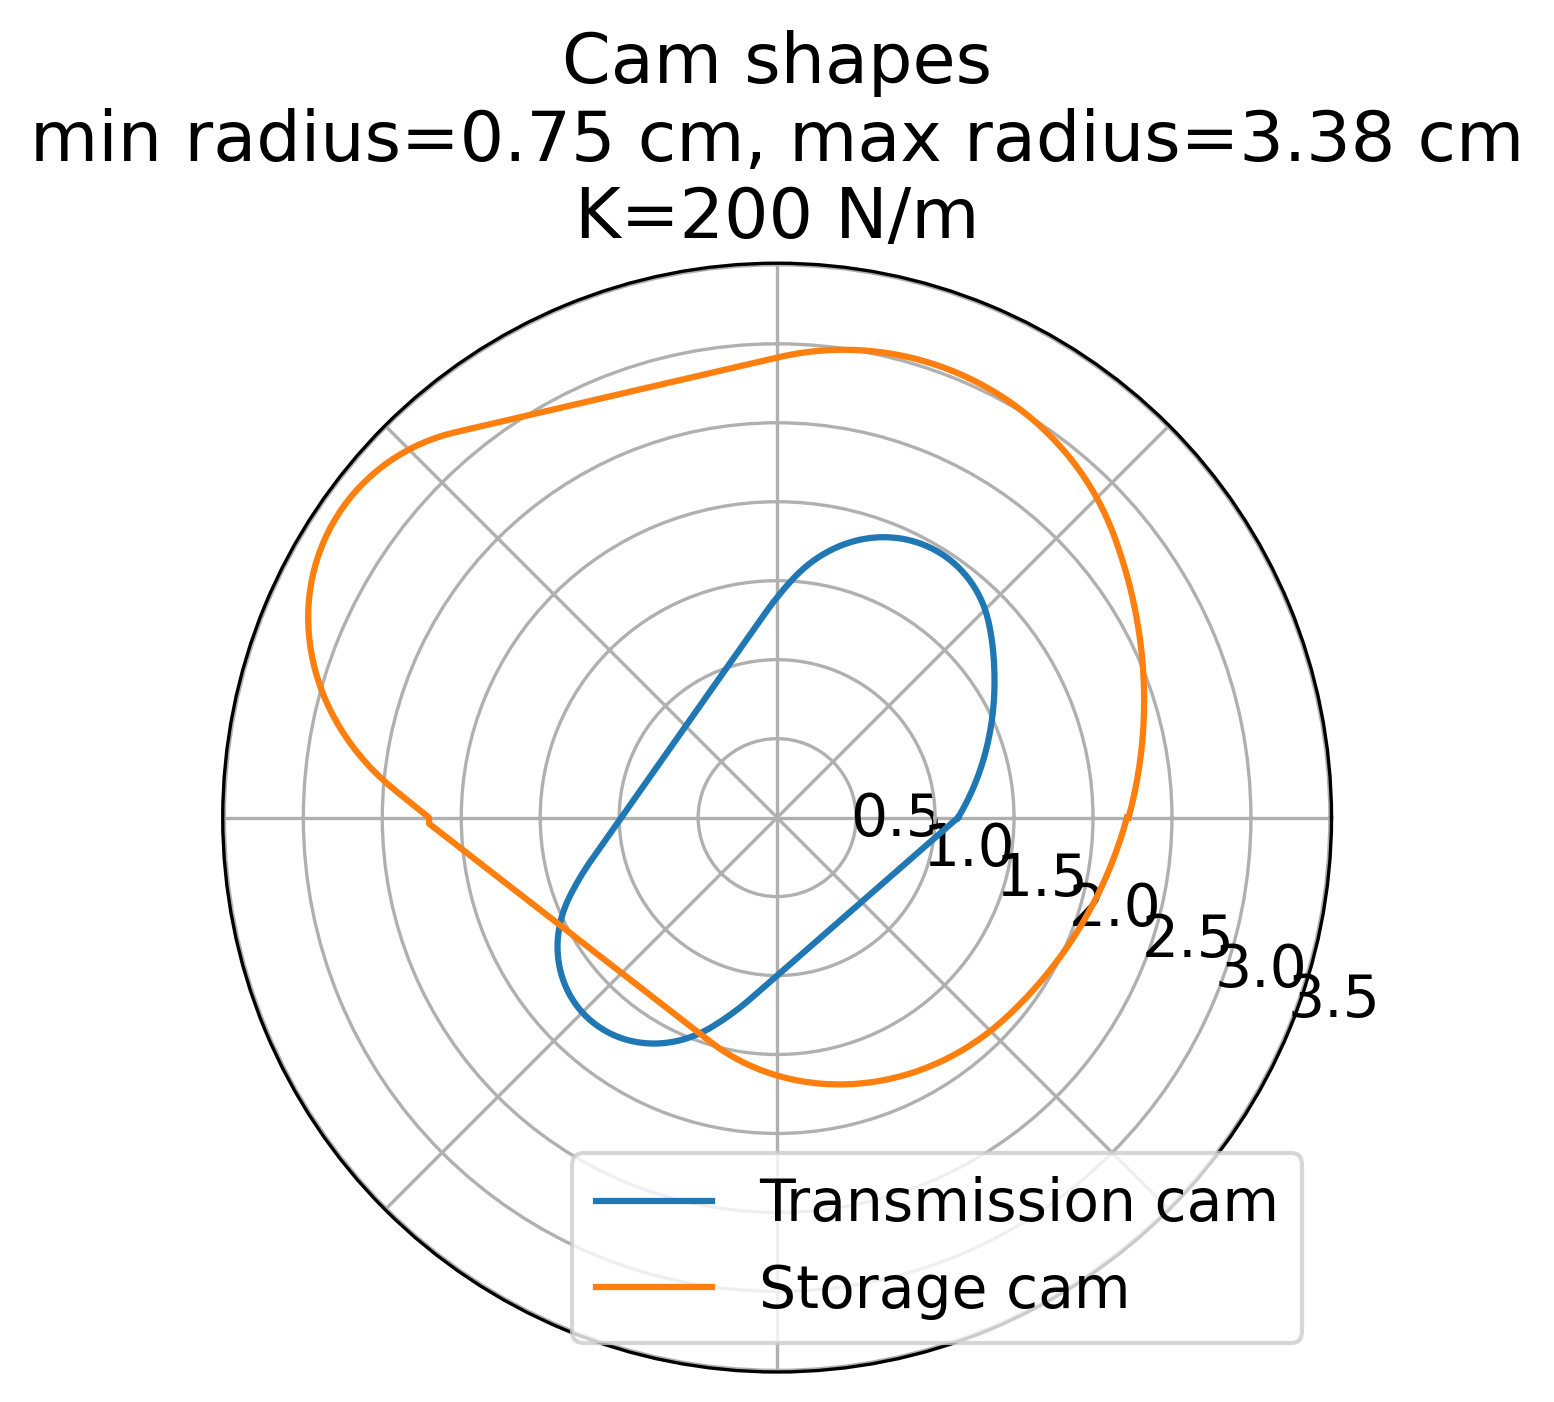 Cam shapes
min radius=0.75 cm, max radius=3.38 cm
K=200 N/m
0.5
1.0
1.5
2.0
2.5
3.0
3.5
Transmission cam
Storage cam